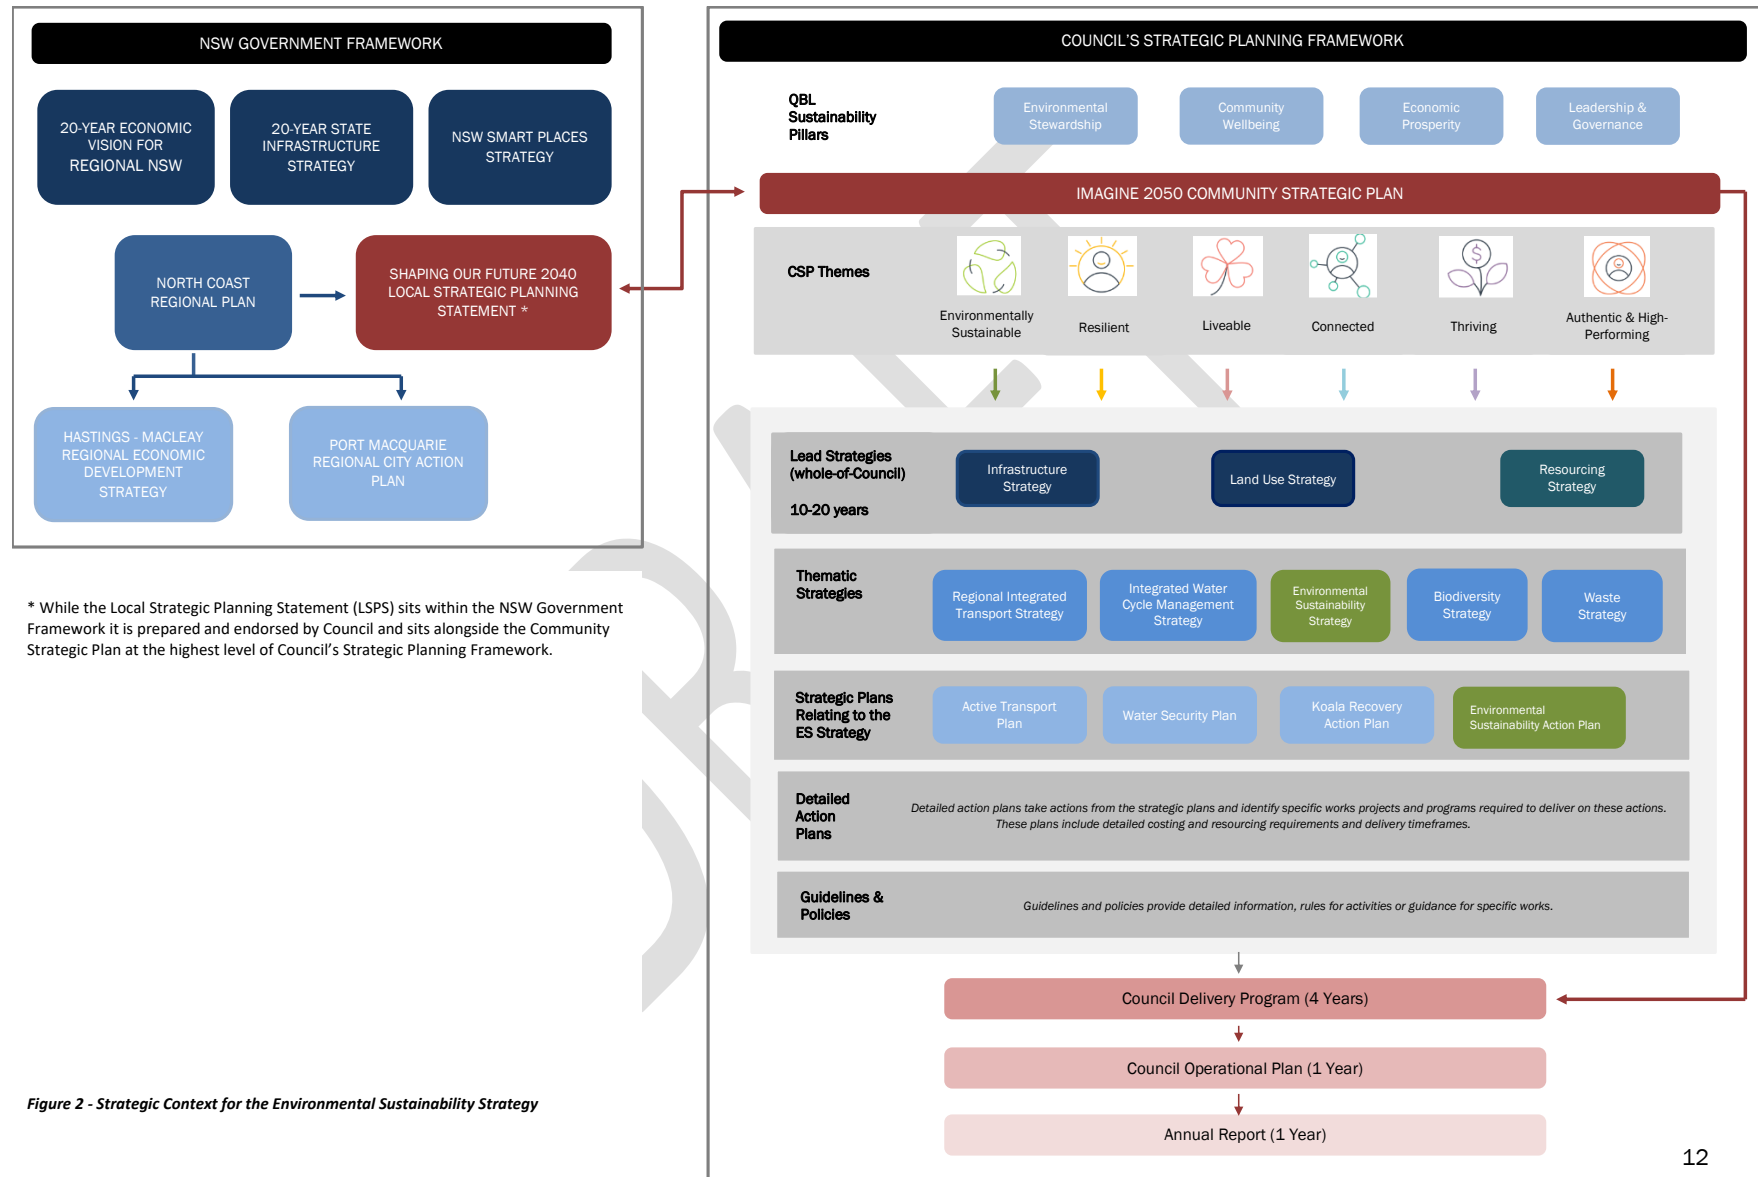 NSW GOVERNMENT FRAMEWORK
20-YEAR ECONOMIC
VISION FOR
REGIONAL NSW
20-YEAR STATE
INFRASTRUCTURE
STRATEGY
NSW SMART PLACES
STRATEGY
NORTH COAST
REGIONAL PLAN
SHAPING OUR FUTURE 2040
LOCAL STRATEGIC PLANNING
STATEMENT *
HASTINGS - MACLEAY
REGIONAL ECONOMIC
DEVELOPMENT
STRATEGY
PORT MACQUARIE
REGIONAL CITY ACTION
PLAN
* While the Local Strategic Planning Statement (LSPS) sits within the NSW Government
Framework it is prepared and endorsed by Council and sits alongside the Community
Strategic Plan at the highest level of Council’s Strategic Planning Framework.
Figure 2 - Strategic Context for the Environmental Sustainability Strategy
COUNCIL’S STRATEGIC PLANNING FRAMEWORK
QBL
Sustainability
Pillars
Environmental
Stewardship
Community
Wellbeing
Economic
Prosperity
Leadership &
Governance
IMAGINE 2050 COMMUNITY STRATEGIC PLAN
CSP Themes
$
Environmentally
Sustainable
Resilient
Liveable
Connected
Thriving
Authentic & High-
Performing
Lead Strategies
(whole-of-Council)
10-20 years
Infrastructure
Strategy
Land Use Strategy
Resourcing
Strategy
Thematic
Strategies
Regional Integrated
Transport Strategy
Integrated Water
Cycle Management
Strategy
Environmental
Sustainability
Strategy
Biodiversity
Strategy
Waste
Strategy
Strategic Plans
Relating to the
ES Strategy
Active Transport
Plan
Water Security Plan
Koala Recovery
Action Plan
Environmental
Sustainability Action Plan
Detailed
Action
Plans
Detailed action plans take actions from the strategic plans and identify specific works projects and programs required to deliver on these actions.
These plans include detailed costing and resourcing requirements and delivery timeframes.
Guidelines &
Policies
Guidelines and policies provide detailed information, rules for activities or guidance for specific works.
Council Delivery Program (4 Years)
Council Operational Plan (1 Year)
Annual Report (1 Year)
12